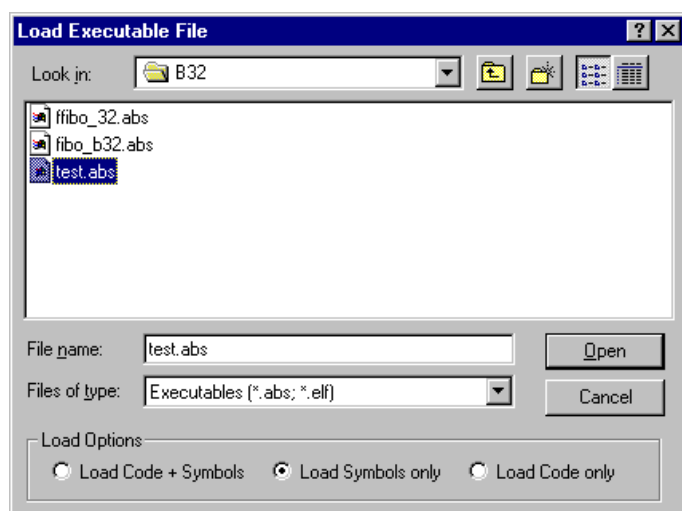 Load Executable File
Look in: B32
ffibo_32.abs
fibo_b32.abs
test.abs
File name: test.abs Open
Files of type: Executables (*.abs; *.elf) Cancel
Load Options
Load Code + Symbols Load Symbols only Load Code only